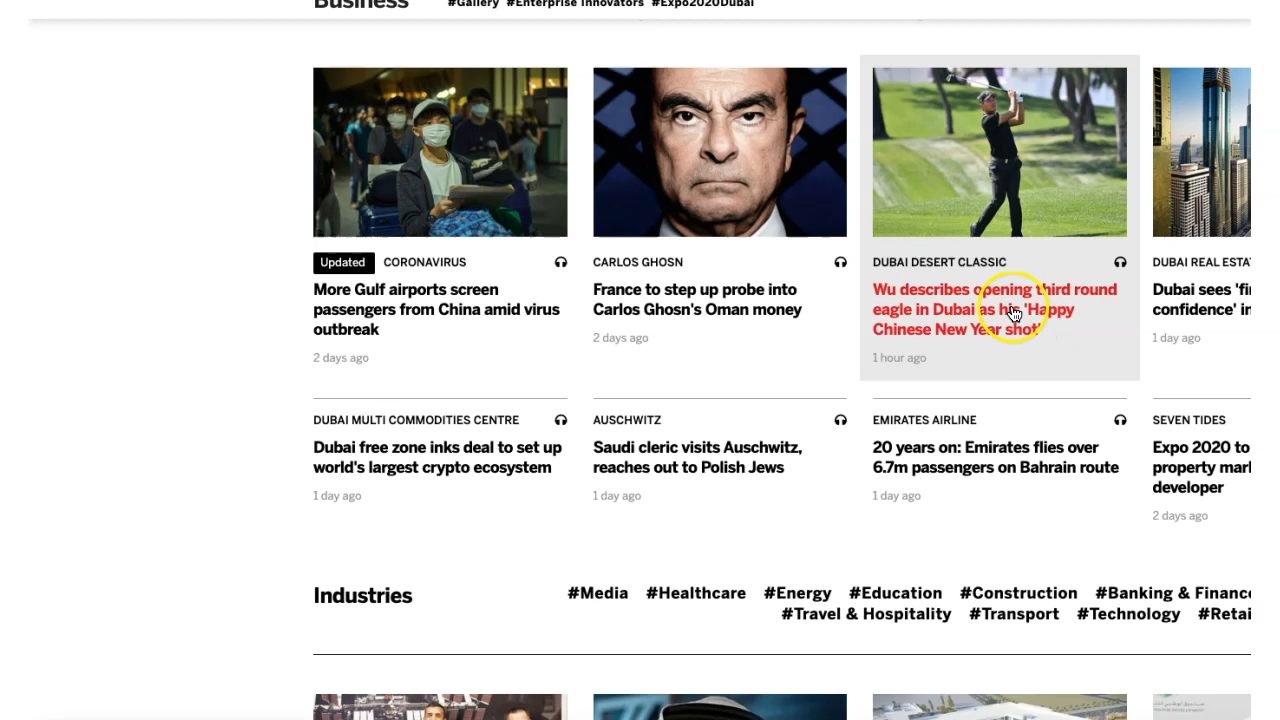 Business #Gallery #Enterprise Innovators #Expo2020Dubai
Updated CORONAVIRUS
More Gulf airports screen
passengers from China amid virus
outbreak
2 days ago
CARLOS GHOSN
France to step up probe into
Carlos Ghosn's Oman money
2 days ago
DUBAI DESERT CLASSIC
Wu describes opening third round
eagle in Dubai as his 'Happy
Chinese New Year shot'
1 hour ago
DUBAI REAL ESTAT
Dubai sees 'fi
confidence' in
1 day ago
DUBAI MULTI COMMODITIES CENTRE
Dubai free zone inks deal to set up
world's largest crypto ecosystem
1 day ago
AUSCHWITZ
Saudi cleric visits Auschwitz,
reaches out to Polish Jews
1 day ago
EMIRATES AIRLINE
20 years on: Emirates flies over
6.7m passengers on Bahrain route
1 day ago
SEVEN TIDES
Expo 2020 to
property mar
developer
2 days ago
Industries
#Media #Healthcare #Energy #Education #Construction #Banking & Finance
#Travel & Hospitality #Transport #Technology #Retai